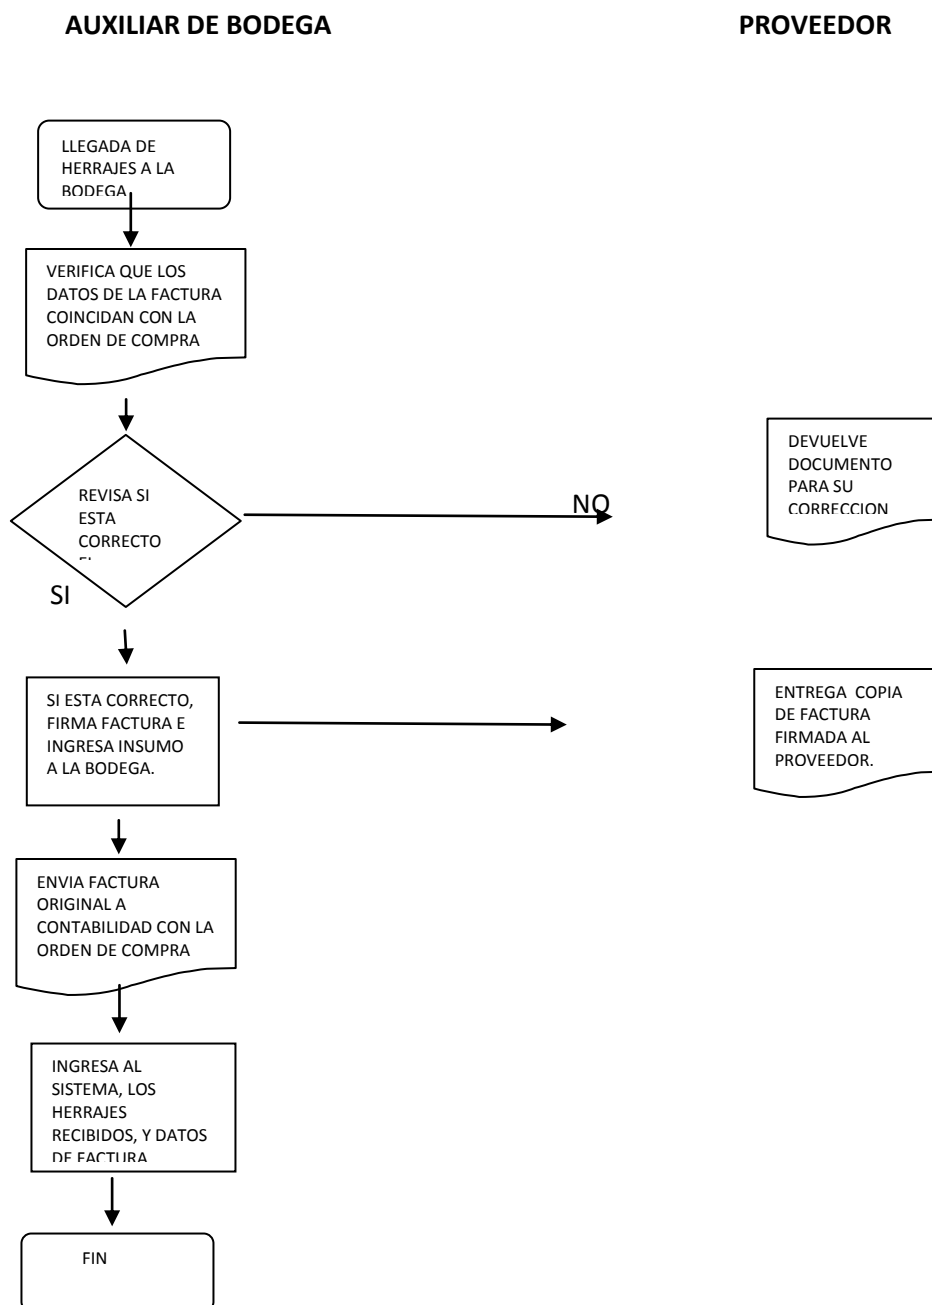 AUXILIAR DE BODEGA
PROVEEDOR
LLEGADA DE
HERRAJES A LA
BODEGA
VERIFICA QUE LOS
DATOS DE LA FACTURA
COINCIDAN CON LA
ORDEN DE COMPRA
REVISA SI
ESTA
CORRECTO
NO
DEVUELVE
DOCUMENTO
PARA SU
CORRECCION
SI
SI ESTA CORRECTO,
FIRMA FACTURA E
INGRESA INSUMO
A LA BODEGA.
ENTREGA COPIA
DE FACTURA
FIRMADA AL
PROVEEDOR.
ENVIA FACTURA
ORIGINAL A
CONTABILIDAD CON LA
ORDEN DE COMPRA
INGRESA AL
SISTEMA, LOS
HERRAJES
RECIBIDOS, Y DATOS
DE FACTURA
FIN